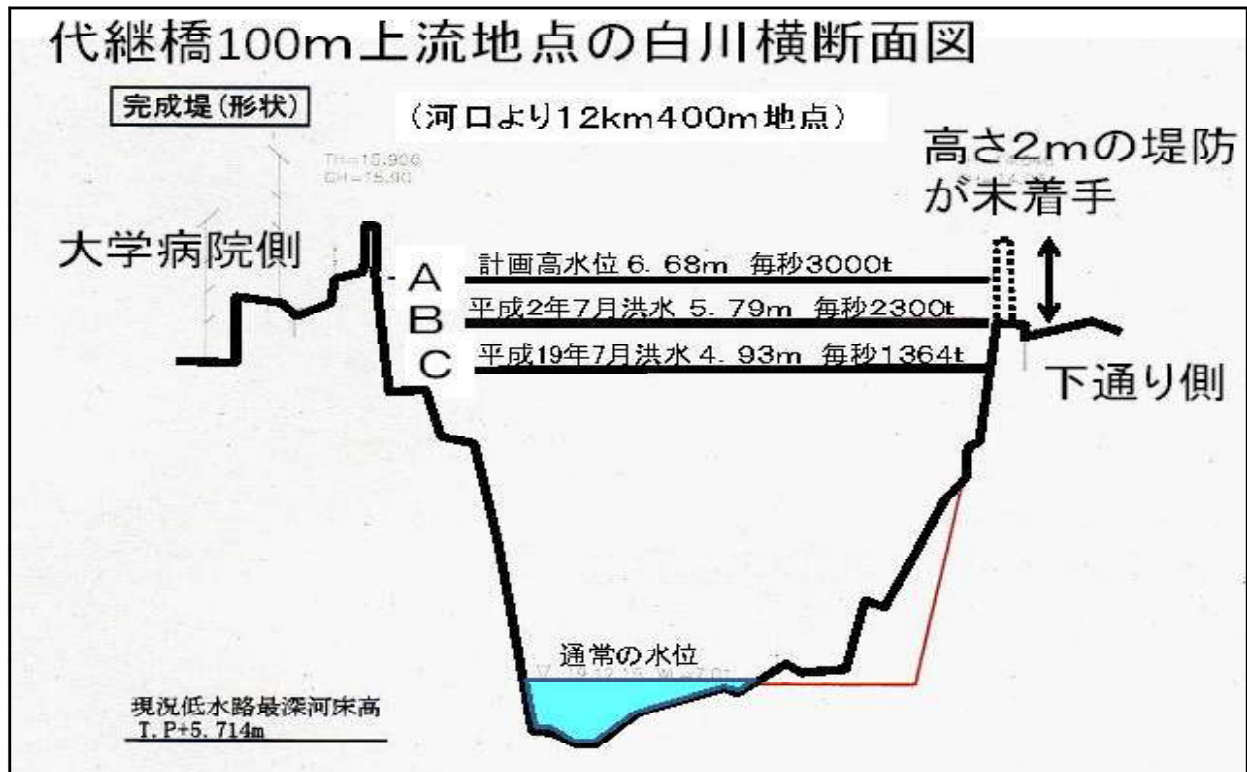 代継橋100m上流地点の白川横断面図
完成堤(形状)
(河口より12km400m地点)
高さ2mの堤防
が未着手
TH=15.906
GH=15.90
大学病院側
A
計画高水位 6. 68m 毎秒3000t
B
平成2年7月洪水 5. 79m 毎秒2300t
C
平成19年7月洪水 4. 93m 毎秒1364t
下通り側
通常の水位
現況低水路最深河床高
T.P+5.714m